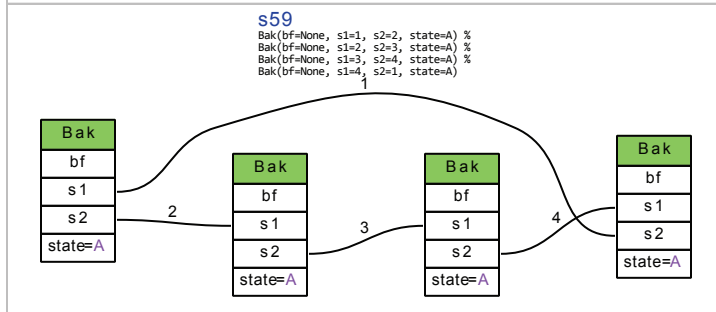 s59
Bak(bf=None, s1=1, s2=2, state=A) %
Bak(bf=None, s1=2, s2=3, state=A) %
Bak(bf=None, s1=3, s2=4, state=A) %
Bak(bf=None, s1=4, s2=1, state=A)
1
Bak
bf
s1
s2
state=A
2
Bak
bf
s1
s2
state=A
3
Bak
bf
s1
s2
state=A
4
Bak
bf
s1
s2
state=A